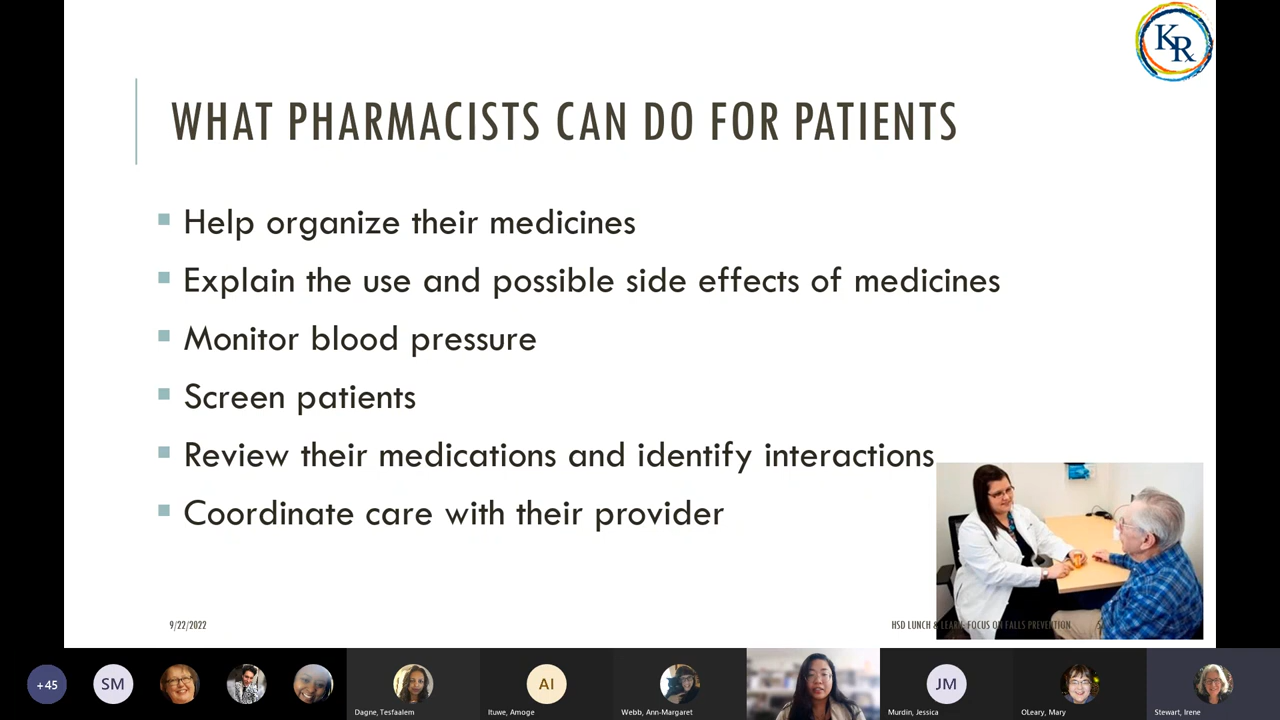 KR
WHAT PHARMACISTS CAN DO FOR PATIENTS
Help organize their medicines
Explain the use and possible side effects of medicines
Monitor blood pressure
Screen patients
Review their medications and identify interactions
Coordinate care with their provider
9/22/2022
HSD LUNCH & LEARN: FOCUS ON FALLS PREVENTION
+45
SM
AI
JM
Dagne, Tesfaalem
Ituwe, Amoge
Webb, Ann-Margaret
Murdin, Jessica
OLeary, Mary
Stewart, Irene